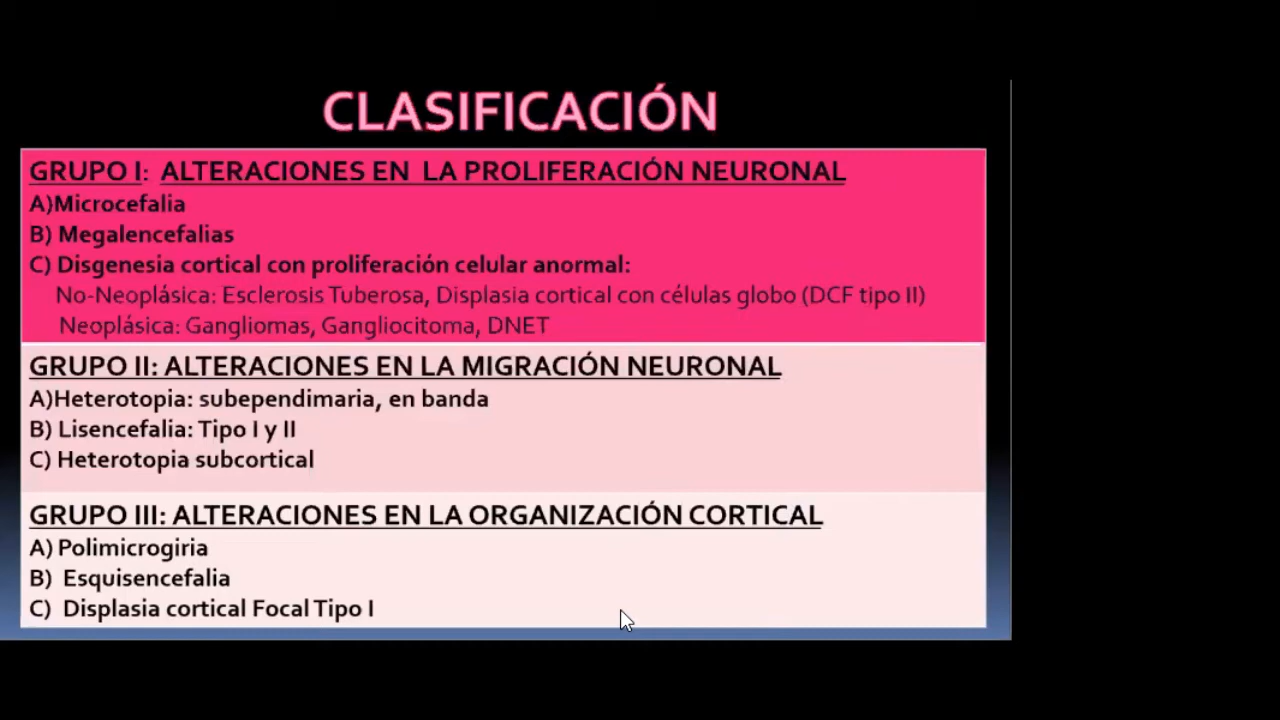 CLASIFICACIÓN
GRUPO I:  ALTERACIONES EN  LA PROLIFERACIÓN NEURONAL
A)Microcefalia
B) Megalencefalias
C) Disgenesia cortical con proliferación celular anormal:
No-Neoplásica: Esclerosis Tuberosa, Displasia cortical con células globo (DCF tipo II)
Neoplásica: Gangliomas, Gangliocitoma, DNET
GRUPO II: ALTERACIONES EN LA MIGRACIÓN NEURONAL
A)Heterotopia: subependimaria, en banda
B) Lisencefalia: Tipo I y II
C) Heterotopia subcortical
GRUPO III: ALTERACIONES EN LA ORGANIZACIÓN CORTICAL
A) Polimicrogiria
B)  Esquisencefalia
C)  Displasia cortical Focal Tipo I